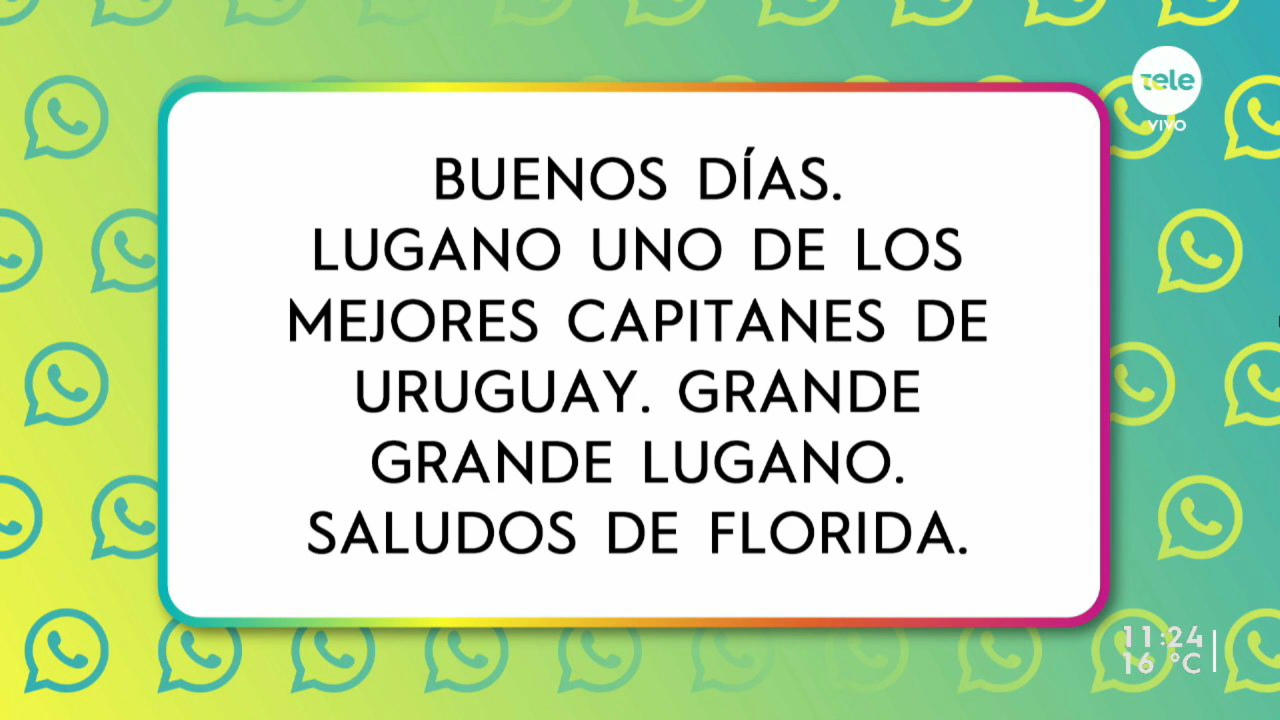 tele
VIVO
BUENOS DÍAS.
LUGANO UNO DE LOS
MEJORES CAPITANES DE
URUGUAY. GRANDE
GRANDE LUGANO.
SALUDOS DE FLORIDA.
11:24
16 °C